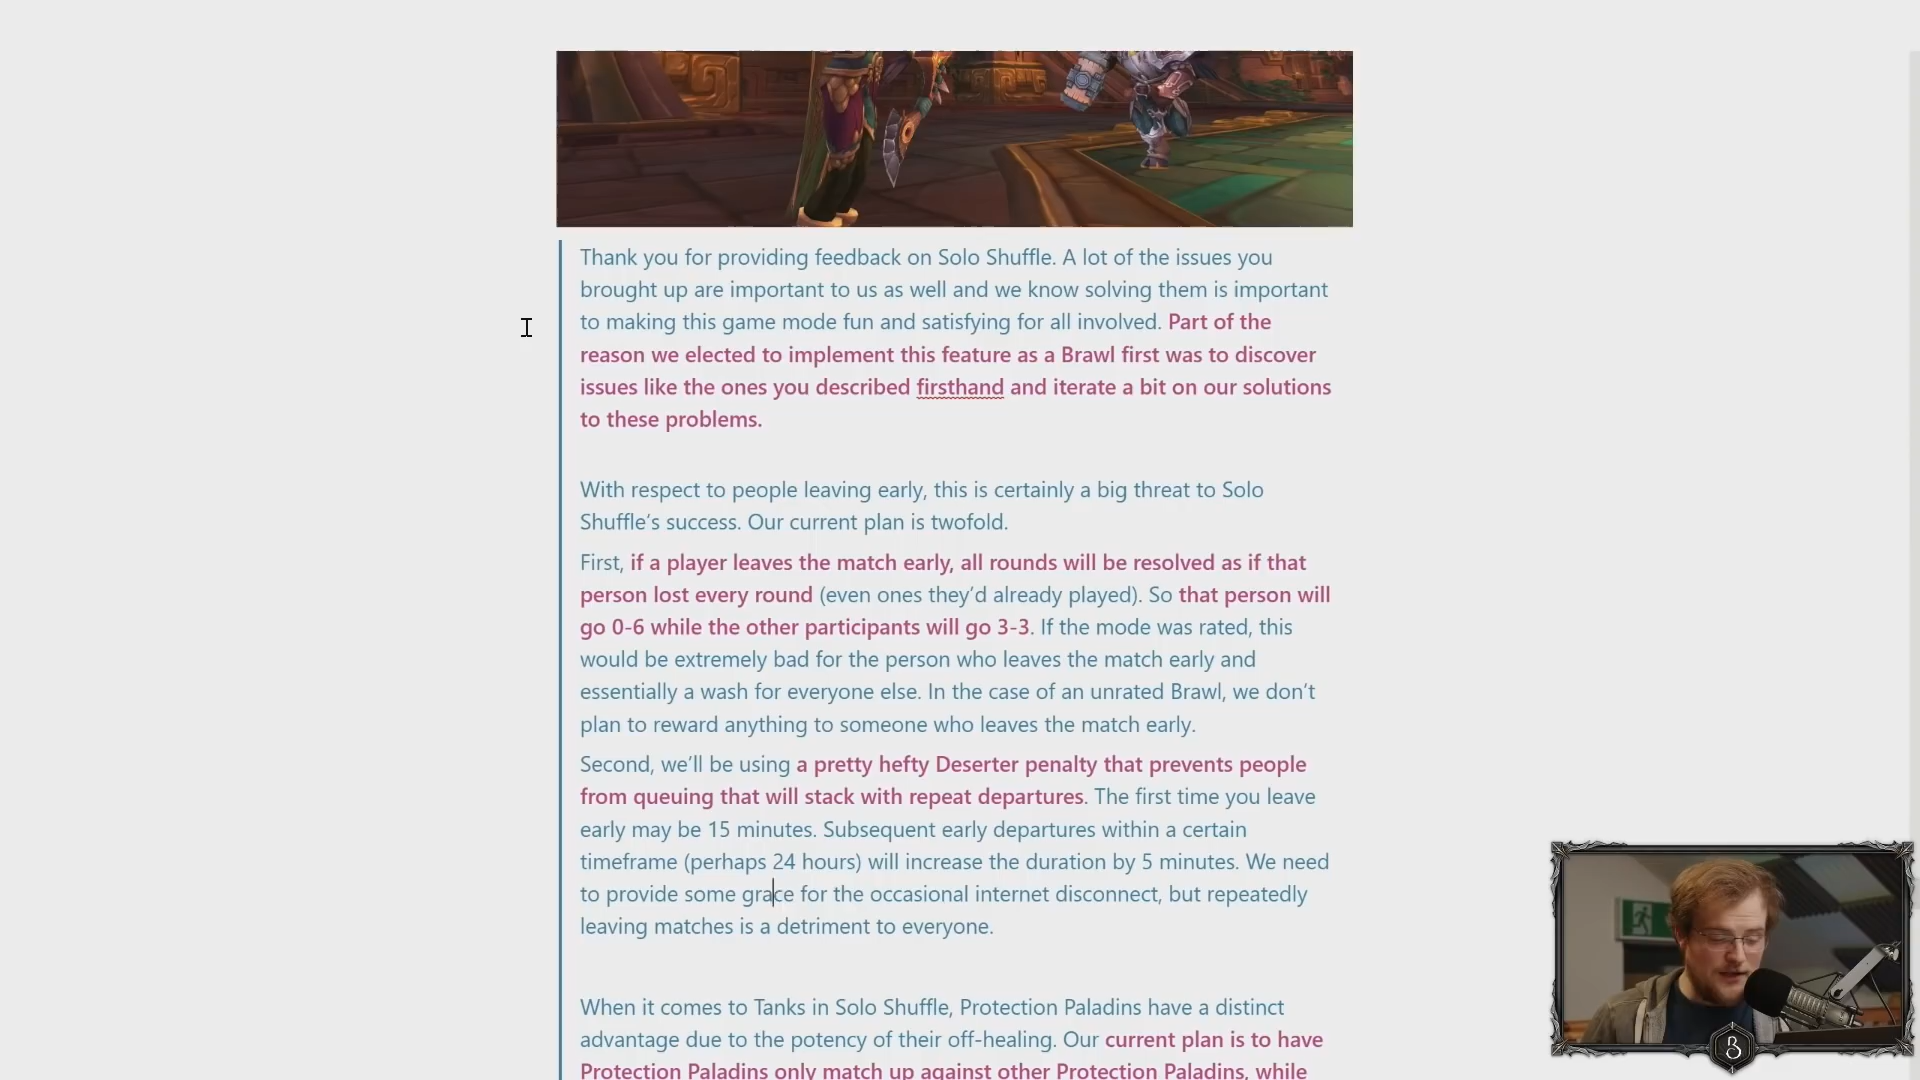 Thank you for providing feedback on Solo Shuffle. A lot of the issues you
brought up are important to us as well and we know solving them is important
to making this game mode fun and satisfying for all involved. Part of the
reason we elected to implement this feature as a Brawl first was to discover
issues like the ones you described firsthand and iterate a bit on our solutions
to these problems.
With respect to people leaving early, this is certainly a big threat to Solo
Shuffle’s success. Our current plan is twofold.
First, if a player leaves the match early, all rounds will be resolved as if that
person lost every round (even ones they’d already played). So that person will
go 0-6 while the other participants will go 3-3. If the mode was rated, this
would be extremely bad for the person who leaves the match early and
essentially a wash for everyone else. In the case of an unrated Brawl, we don’t
plan to reward anything to someone who leaves the match early.
Second, we’ll be using a pretty hefty Deserter penalty that prevents people
from queuing that will stack with repeat departures. The first time you leave
early may be 15 minutes. Subsequent early departures within a certain
timeframe (perhaps 24 hours) will increase the duration by 5 minutes. We need
to provide some grace for the occasional internet disconnect, but repeatedly
leaving matches is a detriment to everyone.
When it comes to Tanks in Solo Shuffle, Protection Paladins have a distinct
advantage due to the potency of their off-healing. Our current plan is to have
Protection Paladins only match up against other Protection Paladins, while
B